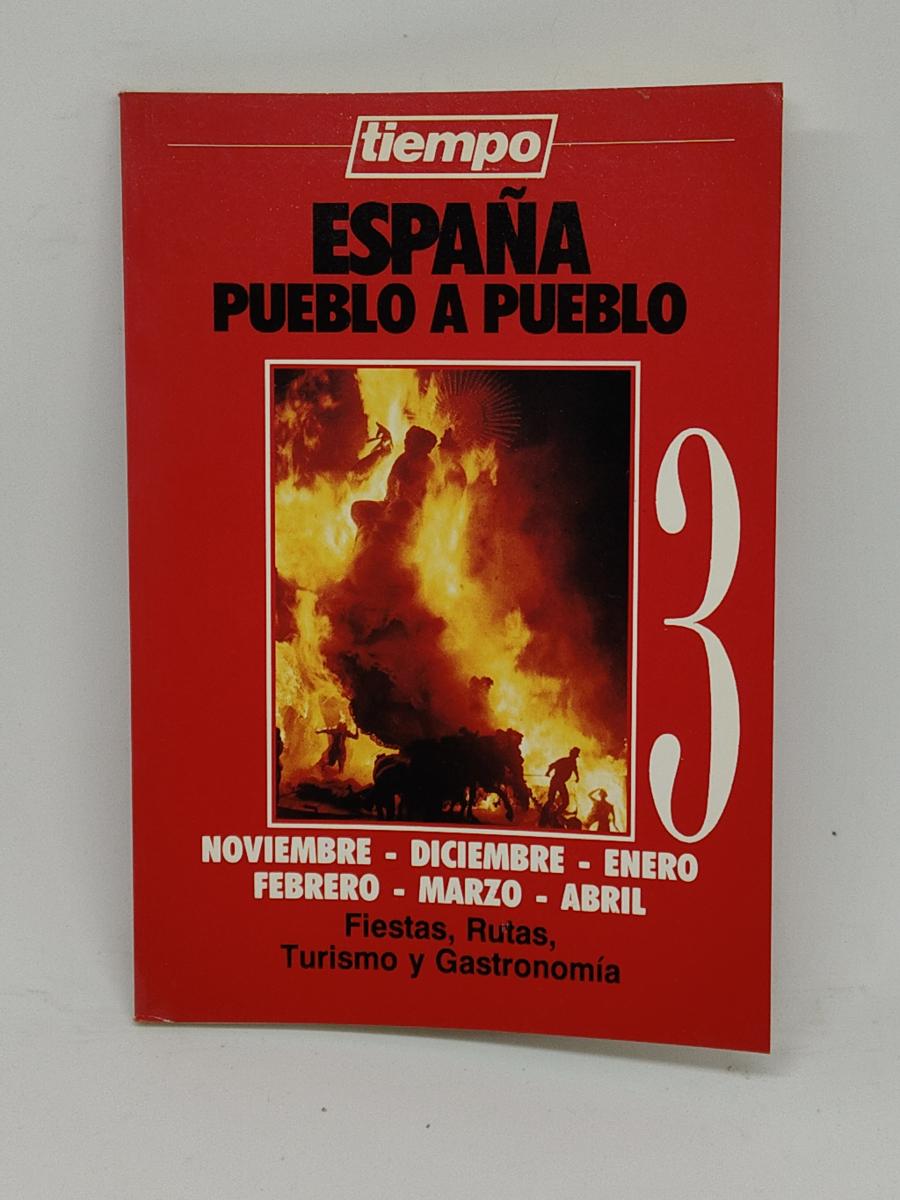 tiempo
ESPAÑA
PUEBLO A PUEBLO
3
NOVIEMBRE - DICIEMBRE - ENERO
FEBRERO - MARZO - ABRIL
Fiestas, Rutas,
Turismo y Gastronomía